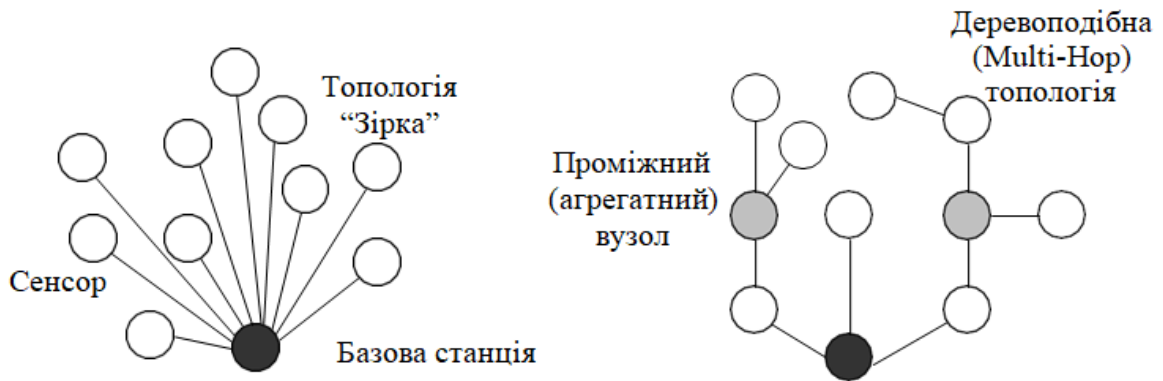 Топологія
“Зірка”
Сенсор
Базова станція
Деревоподібна
(Multi-Hop)
топологія
Проміжний
(агрегатний)
вузол